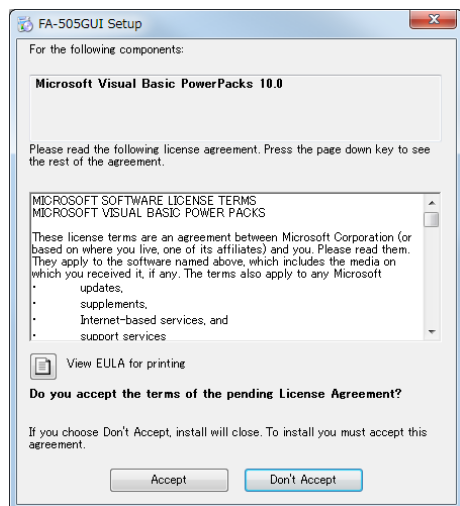 FA-505GUI Setup
For the following components:
Microsoft Visual Basic PowerPacks 10.0
Please read the following license agreement. Press the page down key to see
the rest of the agreement.
MICROSOFT SOFTWARE LICENSE TERMS
MICROSOFT VISUAL BASIC POWER PACKS
These license terms are an agreement between Microsoft Corporation (or
based on where you live, one of its affiliates) and you. Please read them.
They apply to the software named above, which includes the media on
which you received it, if any. The terms also apply to any Microsoft
· updates,
· supplements,
· Internet-based services, and
· support services
View EULA for printing
Do you accept the terms of the pending License Agreement?
If you choose Don't Accept, install will close. To install you must accept this
agreement.
Accept
Don't Accept